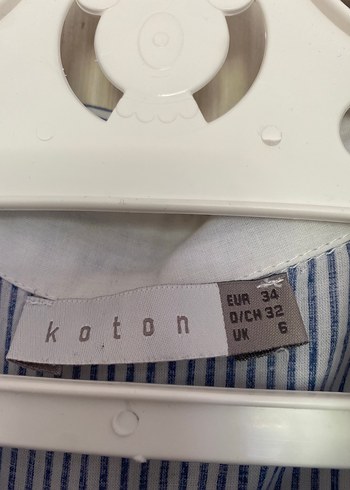 koton
EUR 34
D/CH 32
UK 6